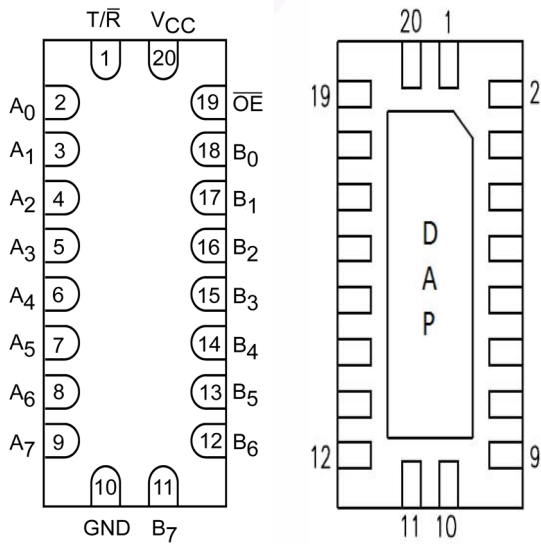 T/R̅ VCC 20 1
1 20
A0 2 19 O̅E̅ 19 2
A1 3 18 B0
A2 4 17 B1
A3 5 16 B2 D
A4 6 15 B3 A
A5 7 14 B4 P
A6 8 13 B5
A7 9 12 B6 12 9
10 11
GND B7 11 10